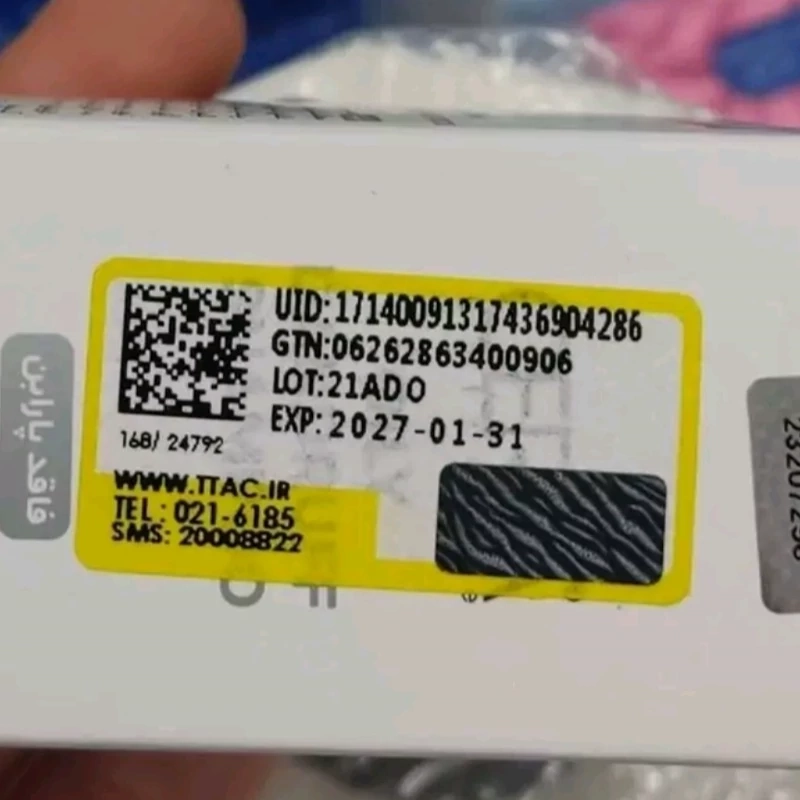 UID:17140091317436904286
GTN:06262863400906
LOT:21ADO
EXP:2027-01-31
168/ 24792
WWW.TTAC.IR
TEL: 021-6185
SMS: 20008822
فاقد پارابن